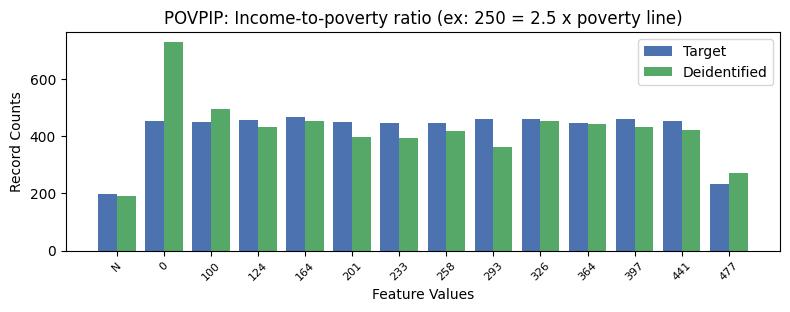 POVPIP: Income-to-poverty ratio (ex: 250 = 2.5 x poverty line)
Target
Deidentified
Record Counts
600
400
200
0
N 0 100 124 164 201 233 258 293 326 364 397 441 477
Feature Values